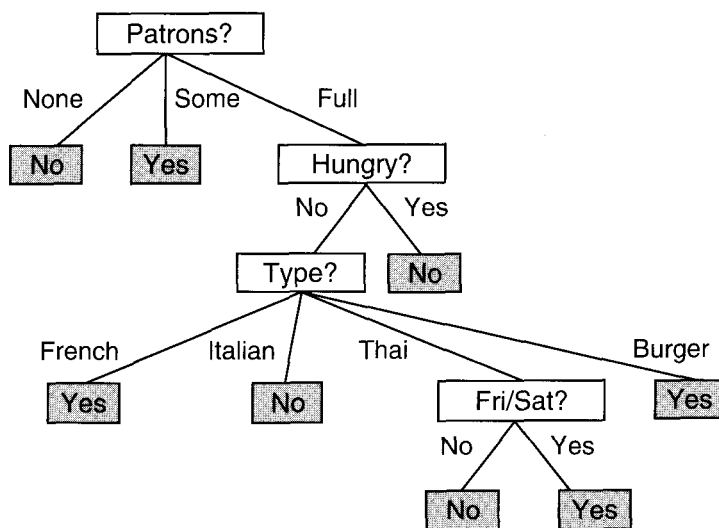 Patrons?
None Some Full
No Yes Hungry?
No Yes
Type? No
French Italian Thai Burger
Yes No Fri/Sat? Yes
No Yes
No Yes